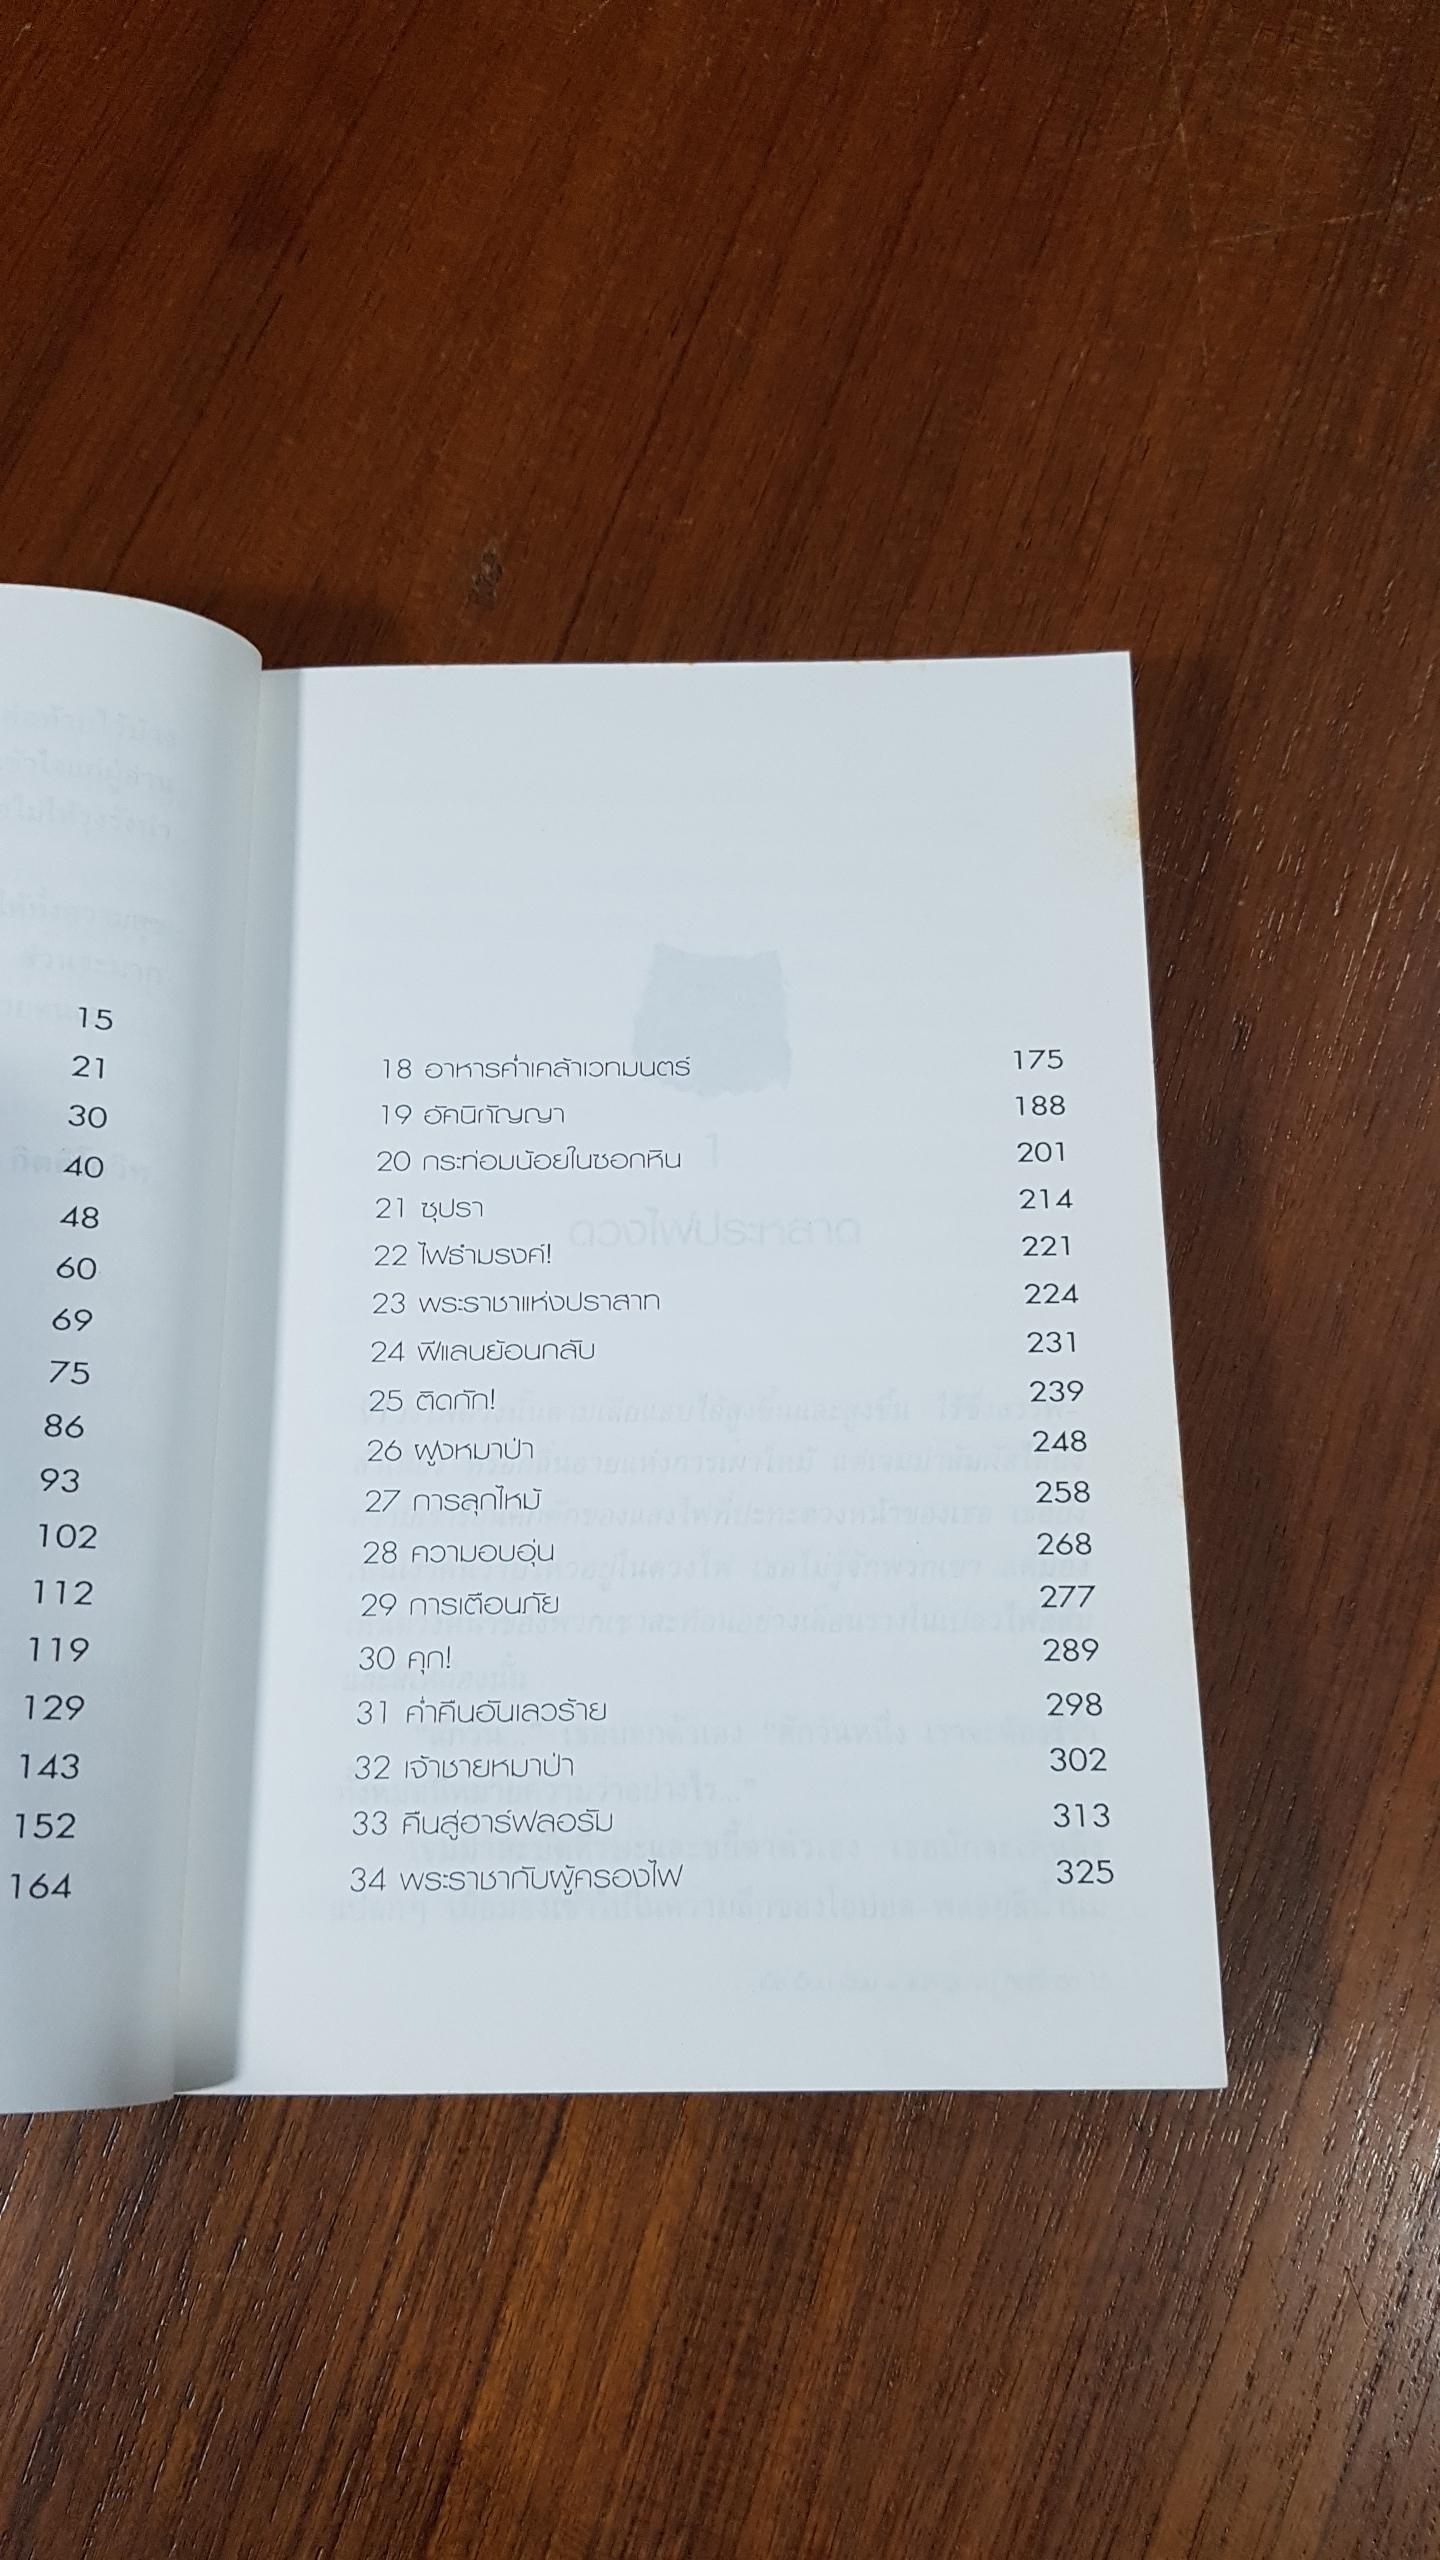 15
21
30
40
48
60
69
75
86
93
102
112
119
129
143
152
164
18 อาหารค่ำเคล้าเวทมนตร์ 175
19 อัคนิกัญญา 188
20 กระท่อมน้อยในซอกหิน 201
21 ซุปรา 214
22 ไฟธำมรงค์! 221
23 พระราชาแห่งปราสาท 224
24 ฟีแลนย้อนกลับ 231
25 ติดกัก! 239
26 ฝูงหมาป่า 248
27 การลุกไหม้ 258
28 ความอบอุ่น 268
29 การเตือนภัย 277
30 คุก! 289
31 ค่ำคืนอันเลวร้าย 298
32 เจ้าชายหมาป่า 302
33 คืนสู่ฮาร์ฟลอรัม 313
34 พระราชากับผู้ครองไฟ 325